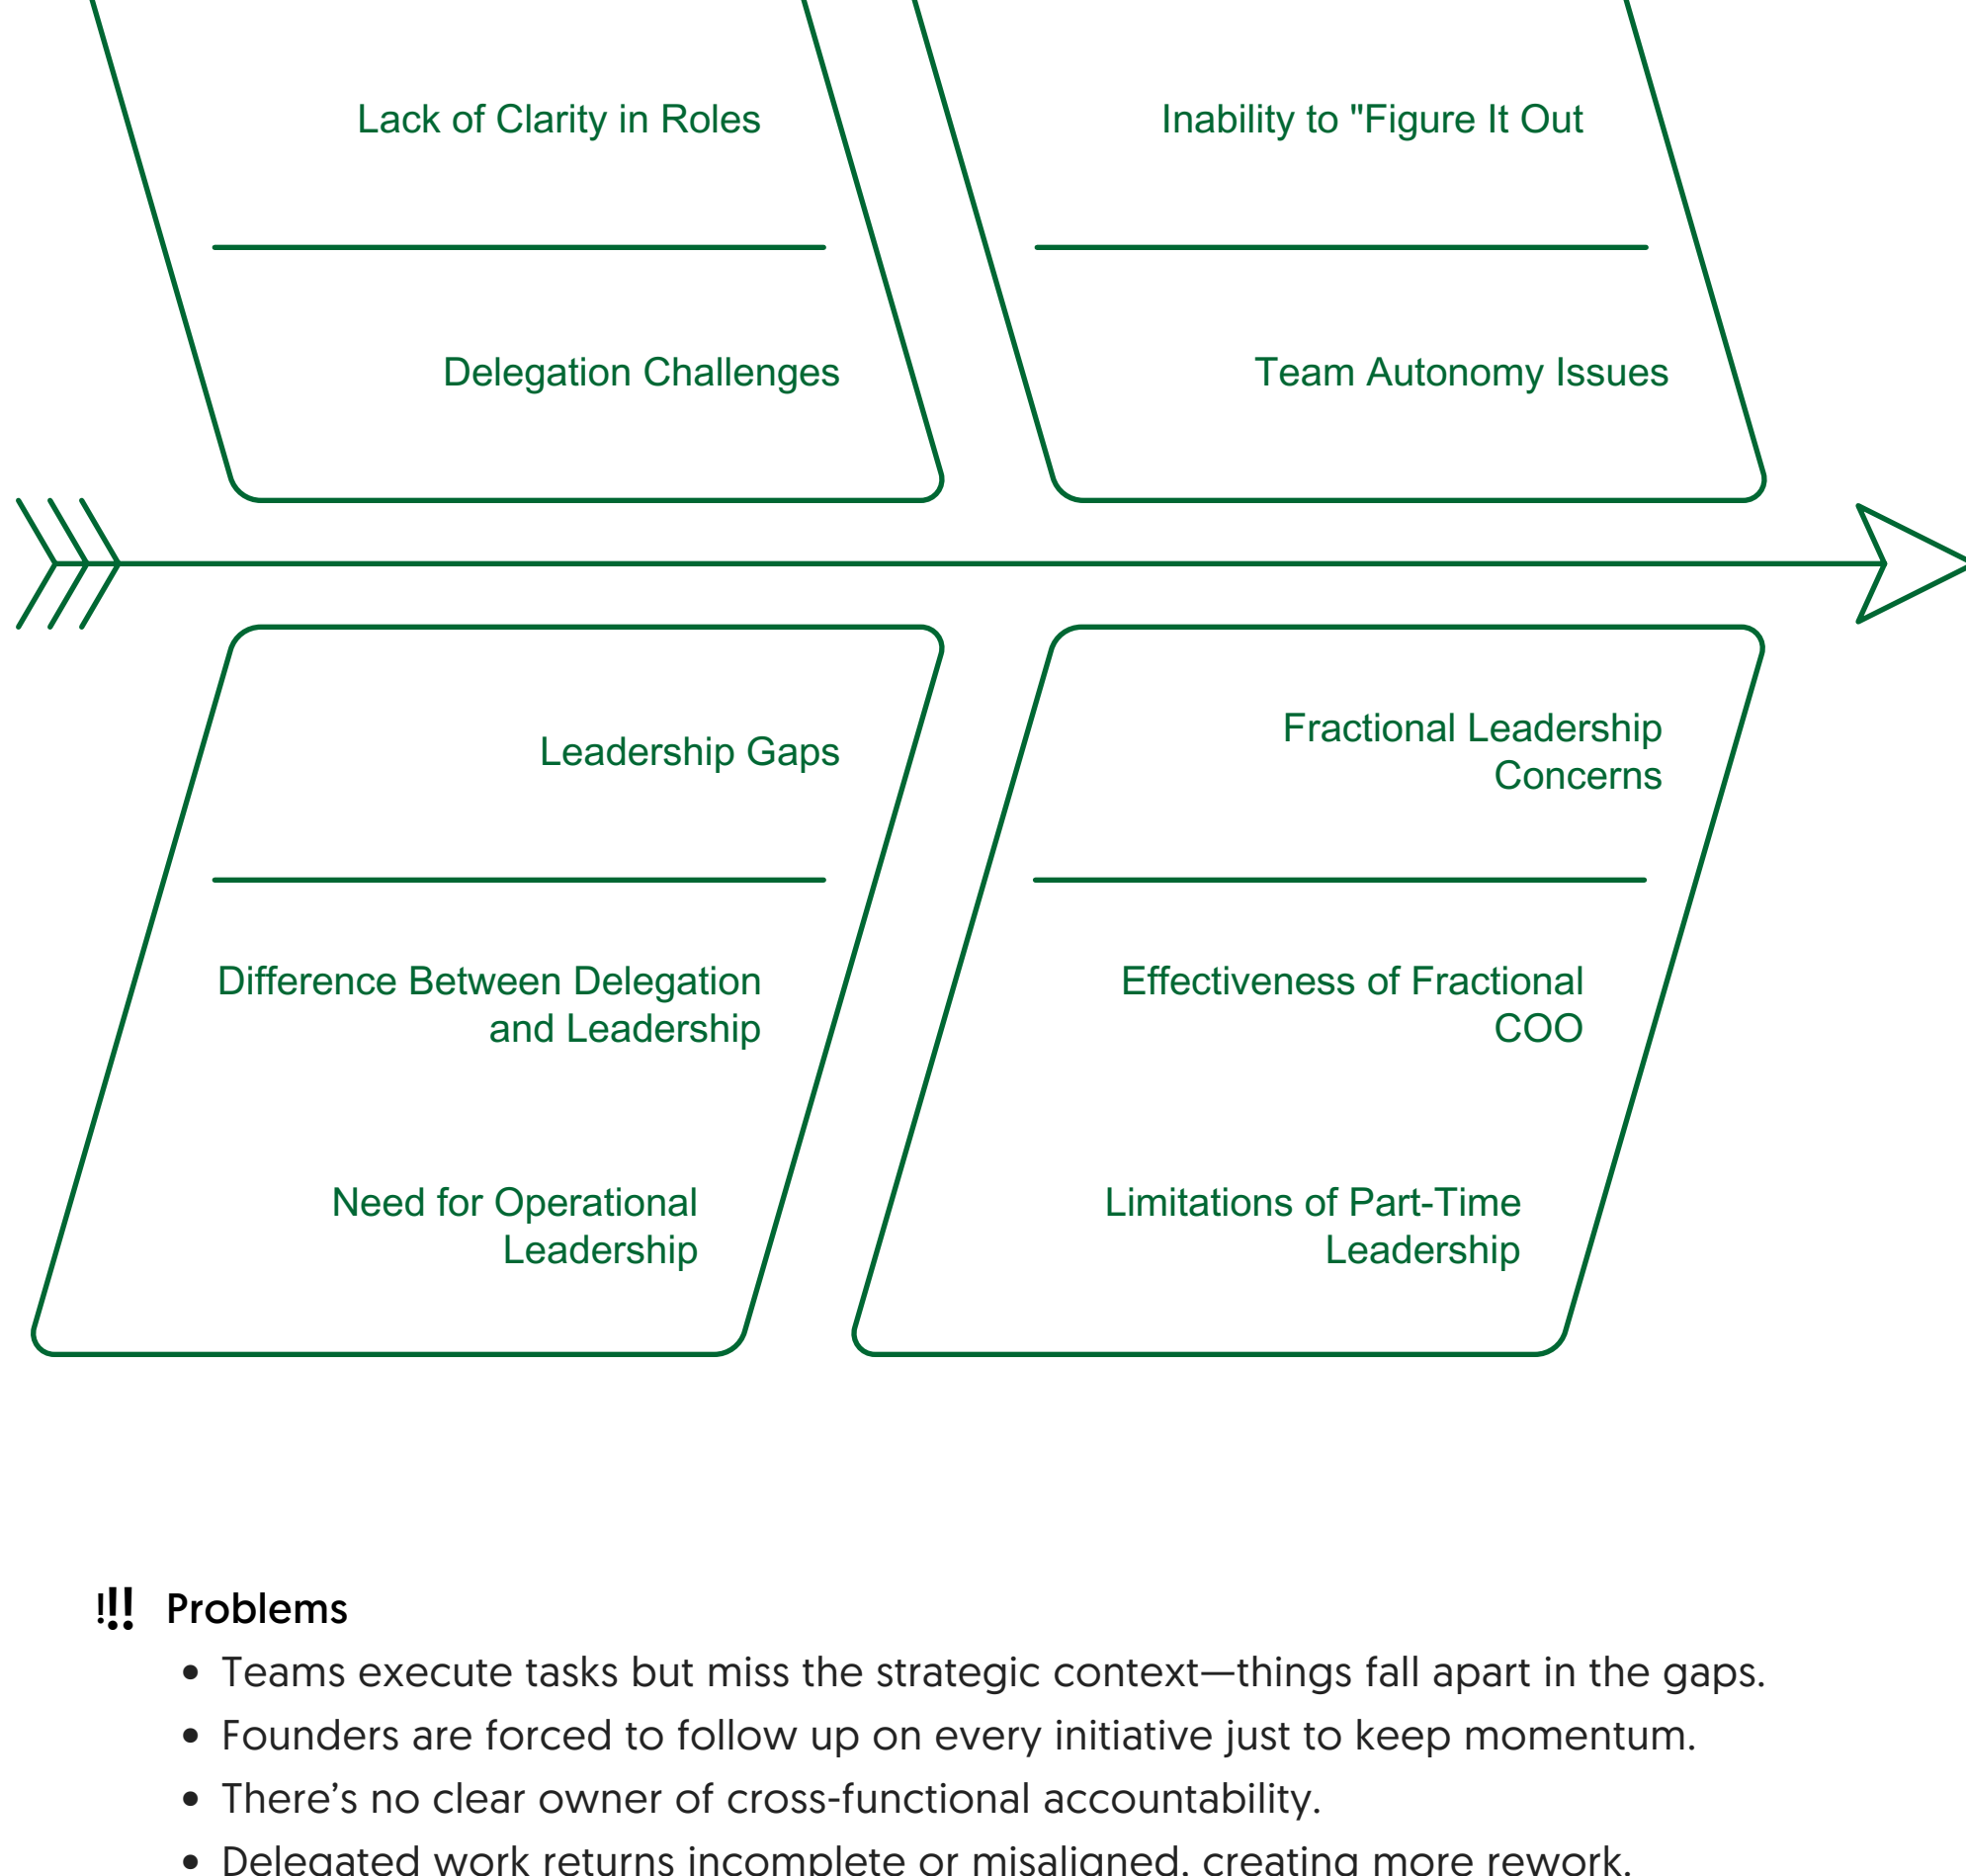 Lack of Clarity in Roles
Inability to "Figure It Out
Delegation Challenges
Team Autonomy Issues
Leadership Gaps
Fractional Leadership
Concerns
Difference Between Delegation
and Leadership
Effectiveness of Fractional
COO
Need for Operational
Leadership
Limitations of Part-Time
Leadership
!!! Problems
• Teams execute tasks but miss the strategic context—things fall apart in the gaps.
• Founders are forced to follow up on every initiative just to keep momentum.
• There’s no clear owner of cross-functional accountability.
• Delegated work returns incomplete or misaligned, creating more rework.